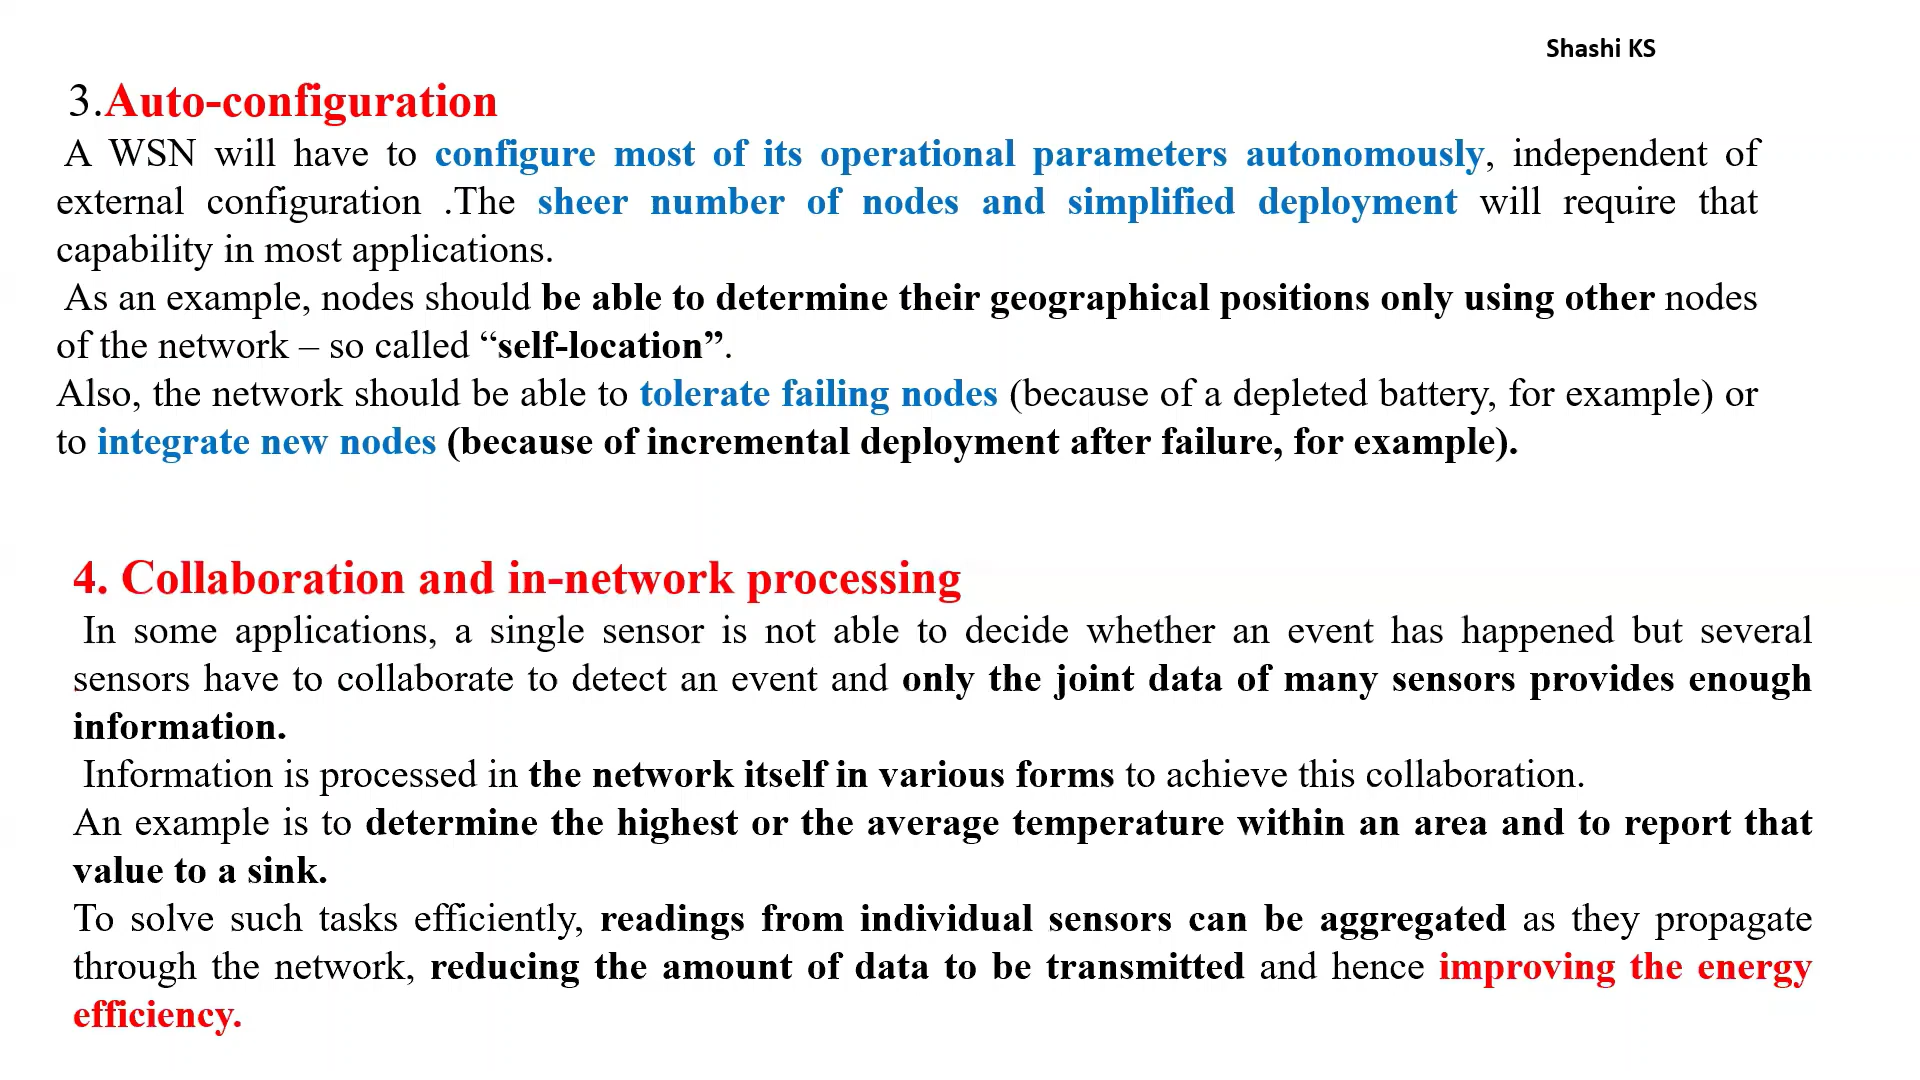 Shashi KS
3.Auto-configuration
A WSN will have to configure most of its operational parameters autonomously, independent of
external configuration .The sheer number of nodes and simplified deployment will require that
capability in most applications.
As an example, nodes should be able to determine their geographical positions only using other nodes
of the network – so called “self-location”.
Also, the network should be able to tolerate failing nodes (because of a depleted battery, for example) or
to integrate new nodes (because of incremental deployment after failure, for example).
4. Collaboration and in-network processing
In some applications, a single sensor is not able to decide whether an event has happened but several
sensors have to collaborate to detect an event and only the joint data of many sensors provides enough
information.
Information is processed in the network itself in various forms to achieve this collaboration.
An example is to determine the highest or the average temperature within an area and to report that
value to a sink.
To solve such tasks efficiently, readings from individual sensors can be aggregated as they propagate
through the network, reducing the amount of data to be transmitted and hence improving the energy
efficiency.